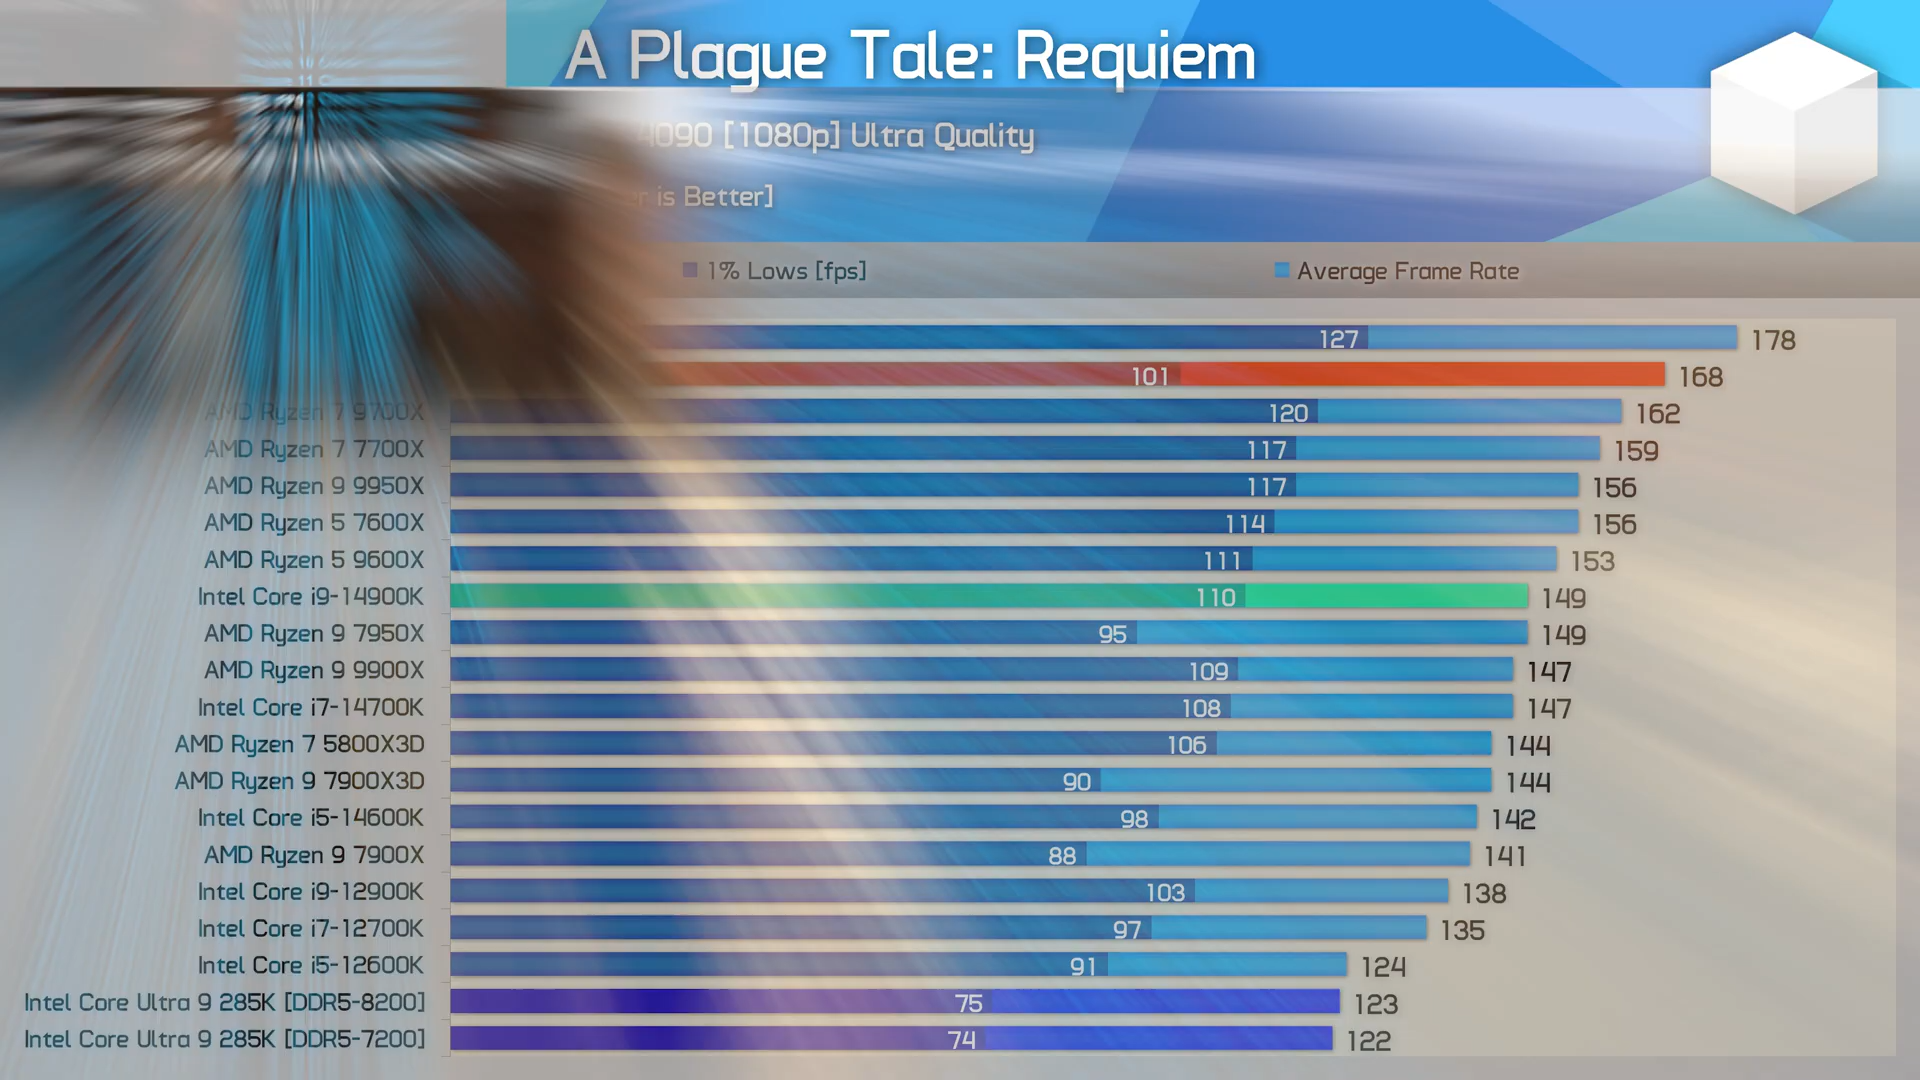 A Plague Tale: Requiem
4090 [1080p] Ultra Quality
is Better]
1% Lows [fps] Average Frame Rate
127 178
101 168
AMD Ryzen 7 9700X 120 162
AMD Ryzen 7 7700X 117 159
AMD Ryzen 9 9950X 117 156
AMD Ryzen 5 7600X 114 156
AMD Ryzen 5 9600X 111 153
Intel Core i9-14900K 110 149
AMD Ryzen 9 7950X 95 149
AMD Ryzen 9 9900X 109 147
Intel Core i7-14700K 108 147
AMD Ryzen 7 5800X3D 106 144
AMD Ryzen 9 7900X3D 90 144
Intel Core i5-14600K 98 142
AMD Ryzen 9 7900X 88 141
Intel Core i9-12900K 103 138
Intel Core i7-12700K 97 135
Intel Core i5-12600K 91 124
Intel Core Ultra 9 285K [DDR5-8200] 75 123
Intel Core Ultra 9 285K [DDR5-7200] 74 122